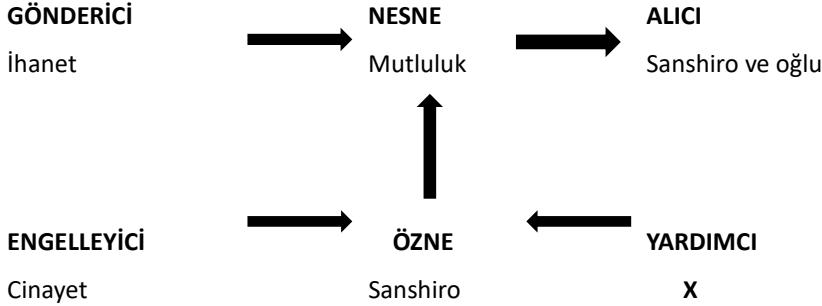 GÖNDERİCİ NESNE ALICI
İhanet Mutluluk Sanshiro ve oğlu
ENGELLEYİCİ ÖZNE YARDIMCI
Cinayet Sanshiro X